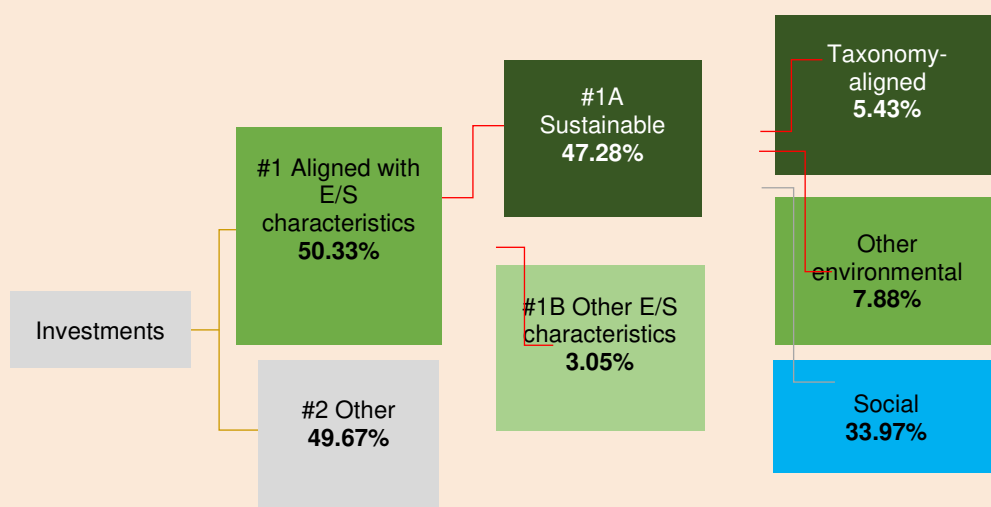 Investments
#1 Aligned with
E/S
characteristics
50.33%
#2 Other
49.67%
#1A
Sustainable
47.28%
#1B Other E/S
characteristics
3.05%
Taxonomy-
aligned
5.43%
Other
environmental
7.88%
Social
33.97%